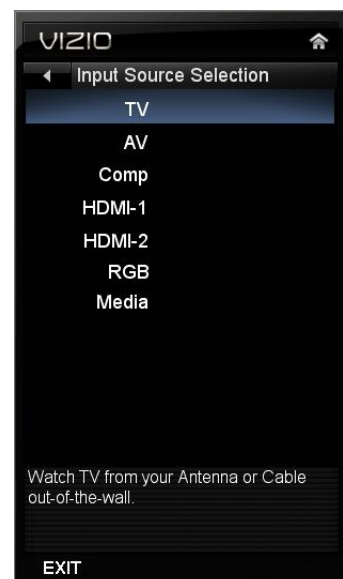 VIZIO
Input Source Selection
TV
AV
Comp
HDMI-1
HDMI-2
RGB
Media
Watch TV from your Antenna or Cable
out-of-the-wall.
EXIT